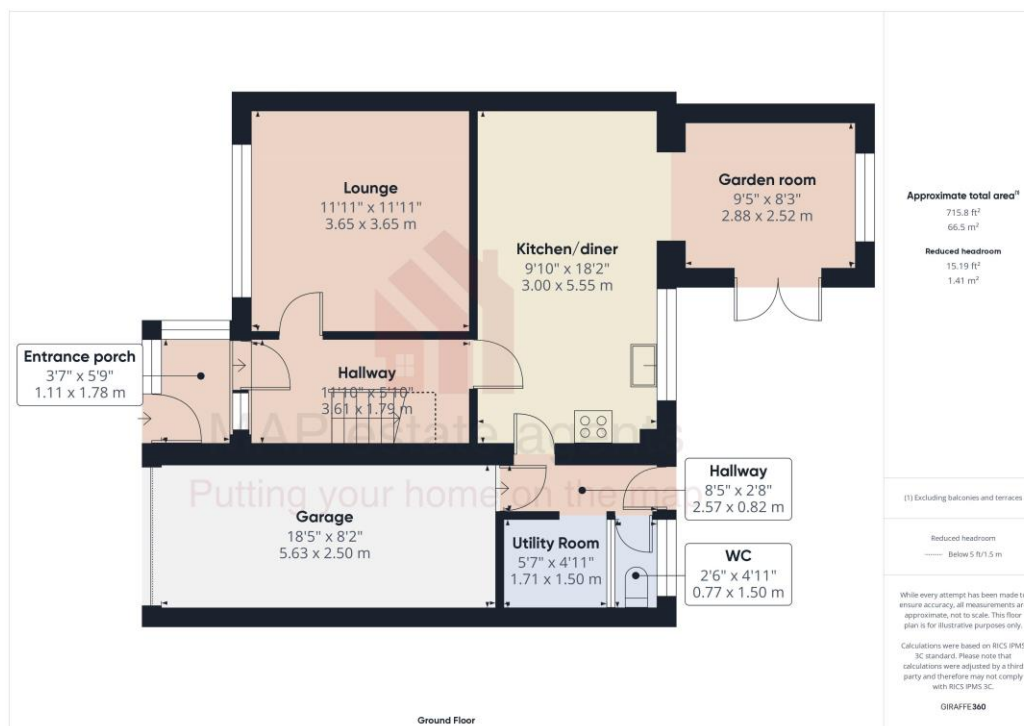 Lounge
11'11" x 11'11"
3.65 x 3.65 m
Garden room
9'5" x 8'3"
2.88 x 2.52 m
Kitchen/diner
9'10" x 18'2"
3.00 x 5.55 m
Entrance porch
3'7" x 5'9"
1.11 x 1.78 m
Hallway
11'10" x 5'10"
3.61 x 1.79 m
MAP estate agents
Putting your home on the map
Garage
18'5" x 8'2"
5.63 x 2.50 m
Hallway
8'5" x 2'8"
2.57 x 0.82 m
Utility Room
5'7" x 4'11"
1.71 x 1.50 m
WC
2'6" x 4'11"
0.77 x 1.50 m
Ground Floor
Approximate total area(1)
715.8 ft²
66.5 m²
Reduced headroom
15.19 ft²
1.41 m²
(1) Excluding balconies and terraces
Reduced headroom
Below 5 ft/1.5 m
While every attempt has been made to
ensure accuracy, all measurements are
approximate, not to scale. This floor
plan is for illustrative purposes only.
Calculations were based on RICS IPMS
3C standard. Please note that
calculations were adjusted by a third
party and therefore may not comply
with RICS IPMS 3C.
GIRAFFE360